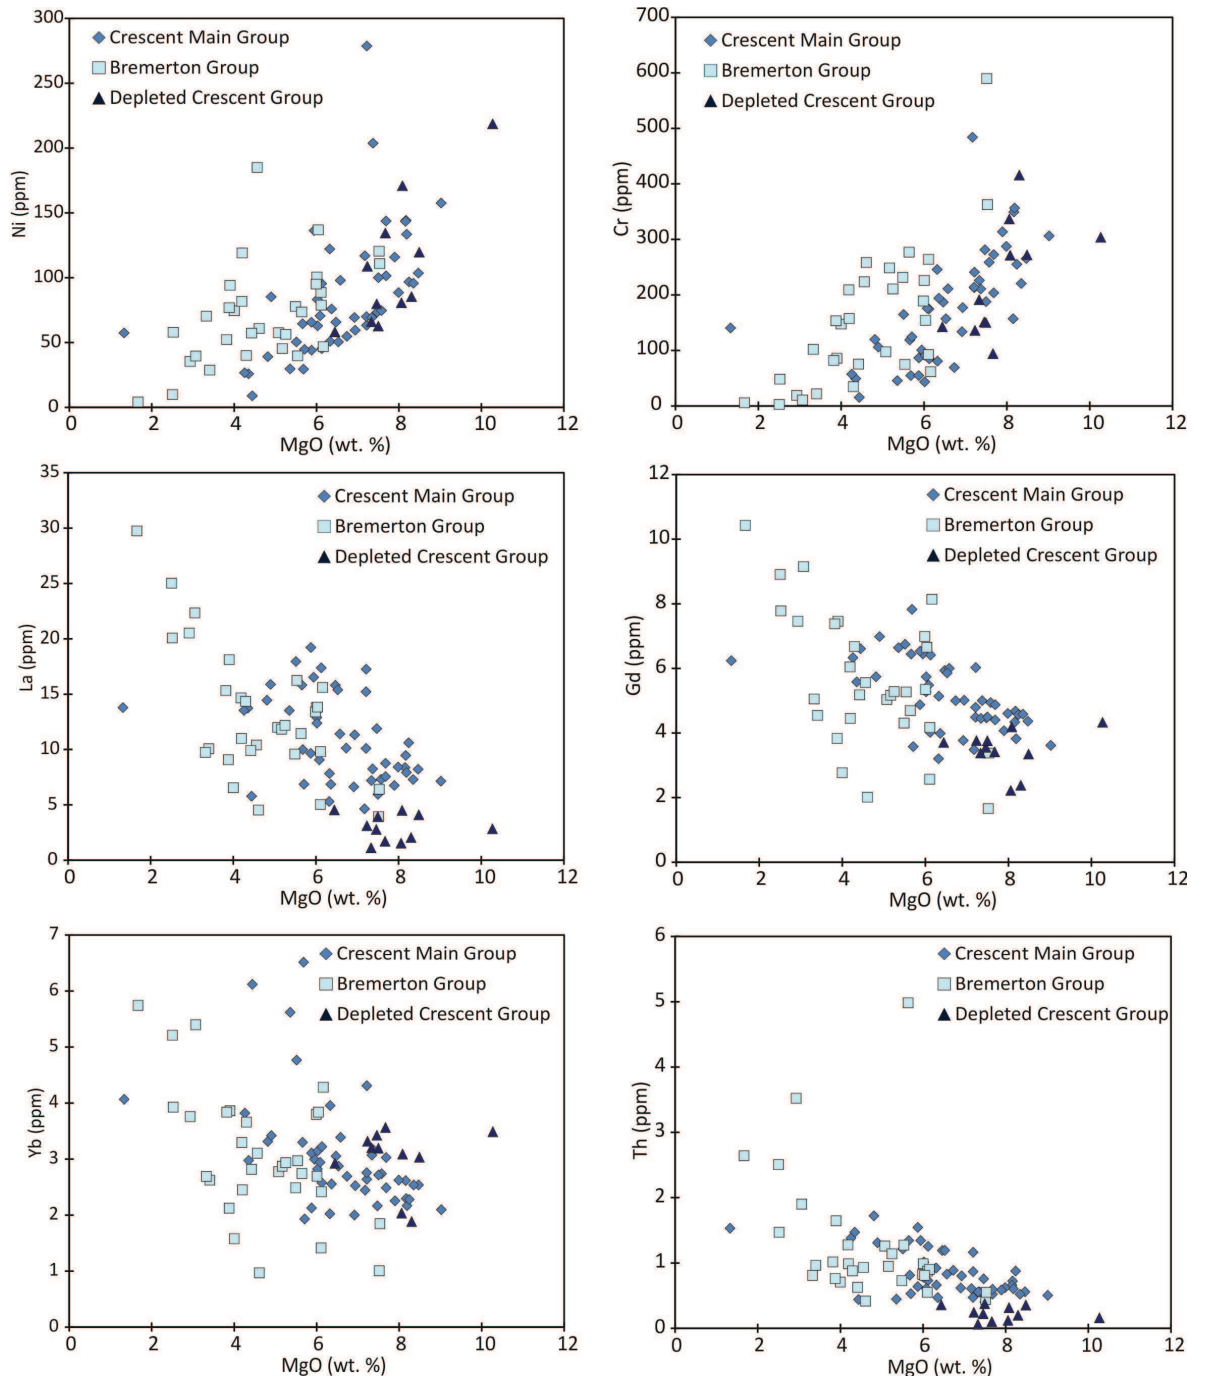 300
250
200
150
100
50
0
Ni (ppm)
Crescent Main Group
Bremerton Group
Depleted Crescent Group
0 2 4 6 8 10 12
MgO (wt. %)
700
600
500
400
300
200
100
0
Cr (ppm)
Crescent Main Group
Bremerton Group
Depleted Crescent Group
0 2 4 6 8 10 12
MgO (wt. %)
35
30
25
20
15
10
5
0
La (ppm)
Crescent Main Group
Bremerton Group
Depleted Crescent Group
0 2 4 6 8 10 12
MgO (wt. %)
12
10
8
6
4
2
0
Gd (ppm)
Crescent Main Group
Bremerton Group
Depleted Crescent Group
0 2 4 6 8 10 12
MgO (wt. %)
7
6
5
4
3
2
1
0
Yb (ppm)
Crescent Main Group
Bremerton Group
Depleted Crescent Group
0 2 4 6 8 10 12
MgO (wt. %)
6
5
4
3
2
1
0
Th (ppm)
Crescent Main Group
Bremerton Group
Depleted Crescent Group
0 2 4 6 8 10 12
MgO (wt. %)